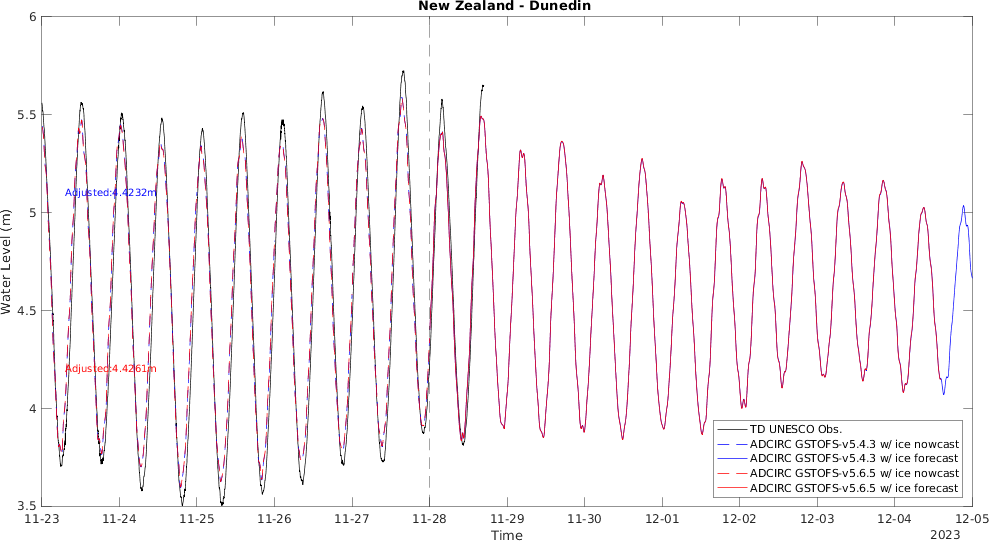 New Zealand - Dunedin
6
5.5
5
4.5
4
3.5
Water Level (m)
Adjusted:4.4232m
Adjusted:4.4261m
TD UNESCO Obs.
ADCIRC GSTOFS-v5.4.3 w/ ice nowcast
ADCIRC GSTOFS-v5.4.3 w/ ice forecast
ADCIRC GSTOFS-v5.6.5 w/ ice nowcast
ADCIRC GSTOFS-v5.6.5 w/ ice forecast
11-23 11-24 11-25 11-26 11-27 11-28 11-29 11-30 12-01 12-02 12-03 12-04 12-05
Time
2023